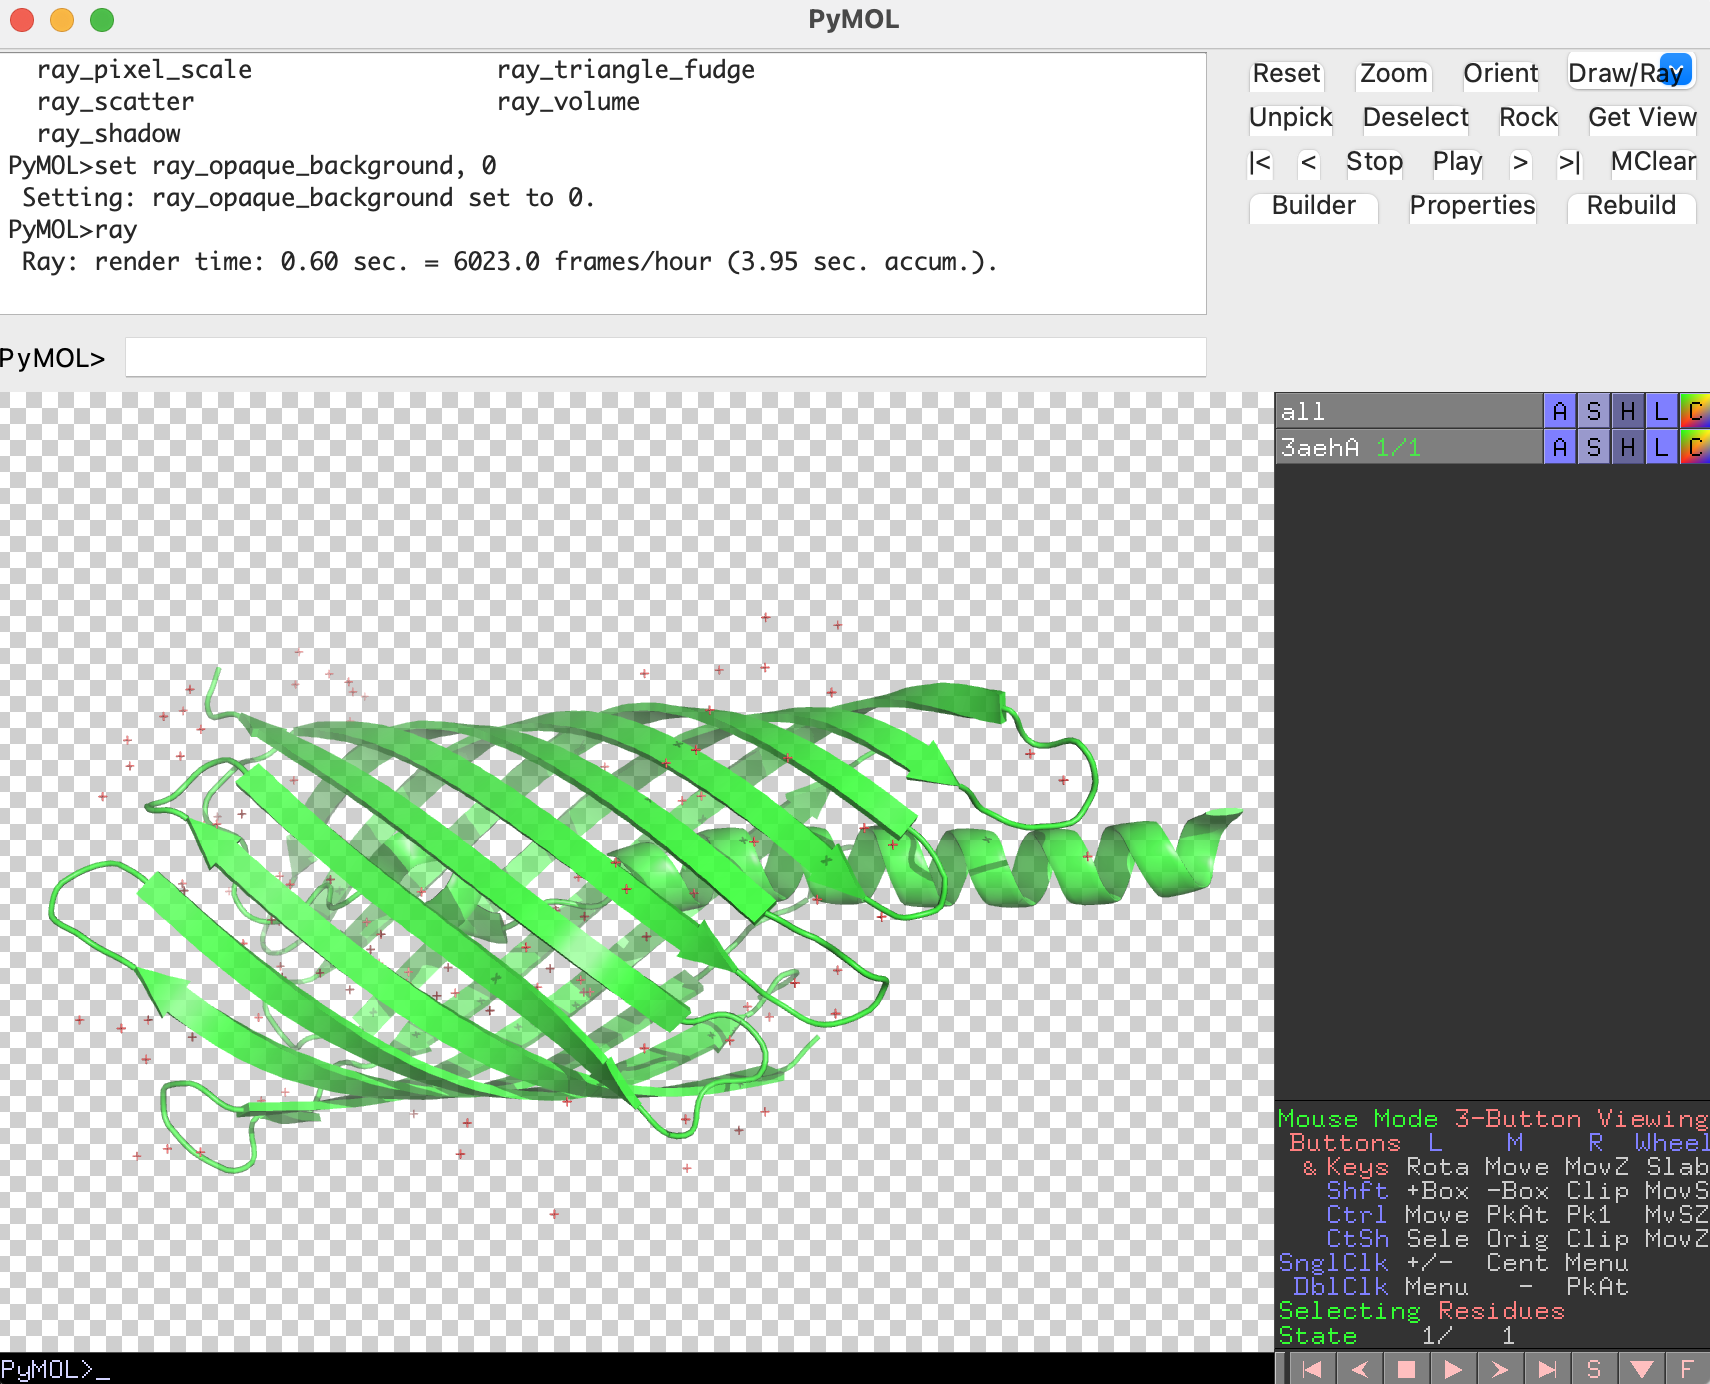 PyMOL
ray_pixel_scale ray_triangle_fudge
ray_scatter ray_volume
ray_shadow
PyMOL>set ray_opaque_background, 0
Setting: ray_opaque_background set to 0.
PyMOL>ray
Ray: render time: 0.60 sec. = 6023.0 frames/hour (3.95 sec. accum.).
Reset Zoom Orient Draw/Ray
Unpick Deselect Rock Get View
|< < Stop Play > >| MClear
Builder Properties Rebuild
PyMOL>
all A S H L C
3aehA 1/1 A S H L C
Mouse Mode 3-Button Viewing
Buttons L M R Wheel
& Keys Rota Move MovZ Slab
Shft +Box -Box Clip MovS
Ctrl Move PkAt Pk1 MvSZ
CtSh Sele Orig Clip MovZ
SnglClk +/- Cent Menu
DblClk Menu - PkAt
Selecting Residues
State 1/ 1
PyMOL>_
S F